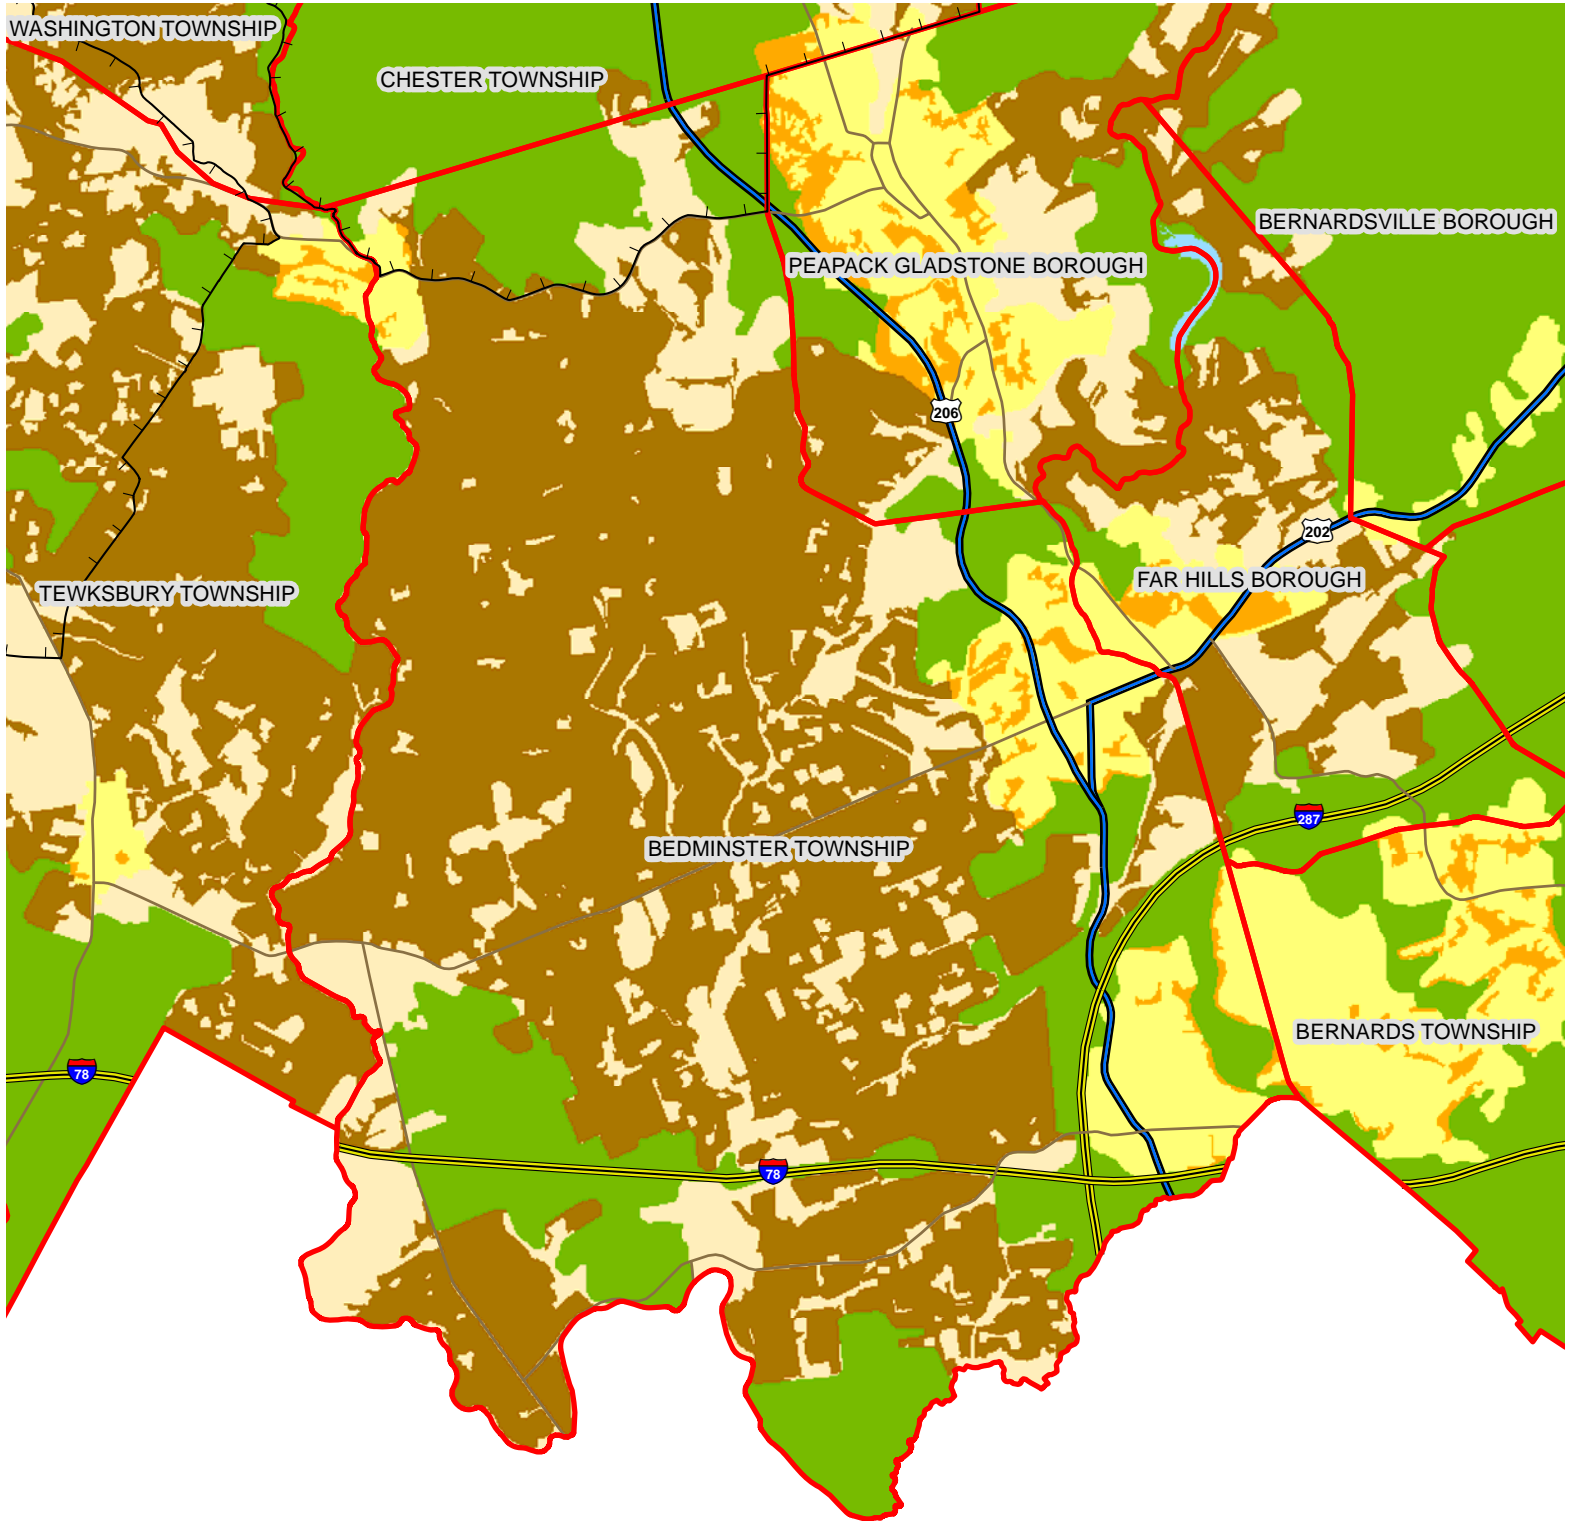 WASHINGTON TOWNSHIP
CHESTER TOWNSHIP
BERNARDSVILLE BOROUGH
PEAPACK GLADSTONE BOROUGH
206
202
FAR HILLS BOROUGH
TEWKSBURY TOWNSHIP
287
BEDMINSTER TOWNSHIP
BERNARDS TOWNSHIP
78
78